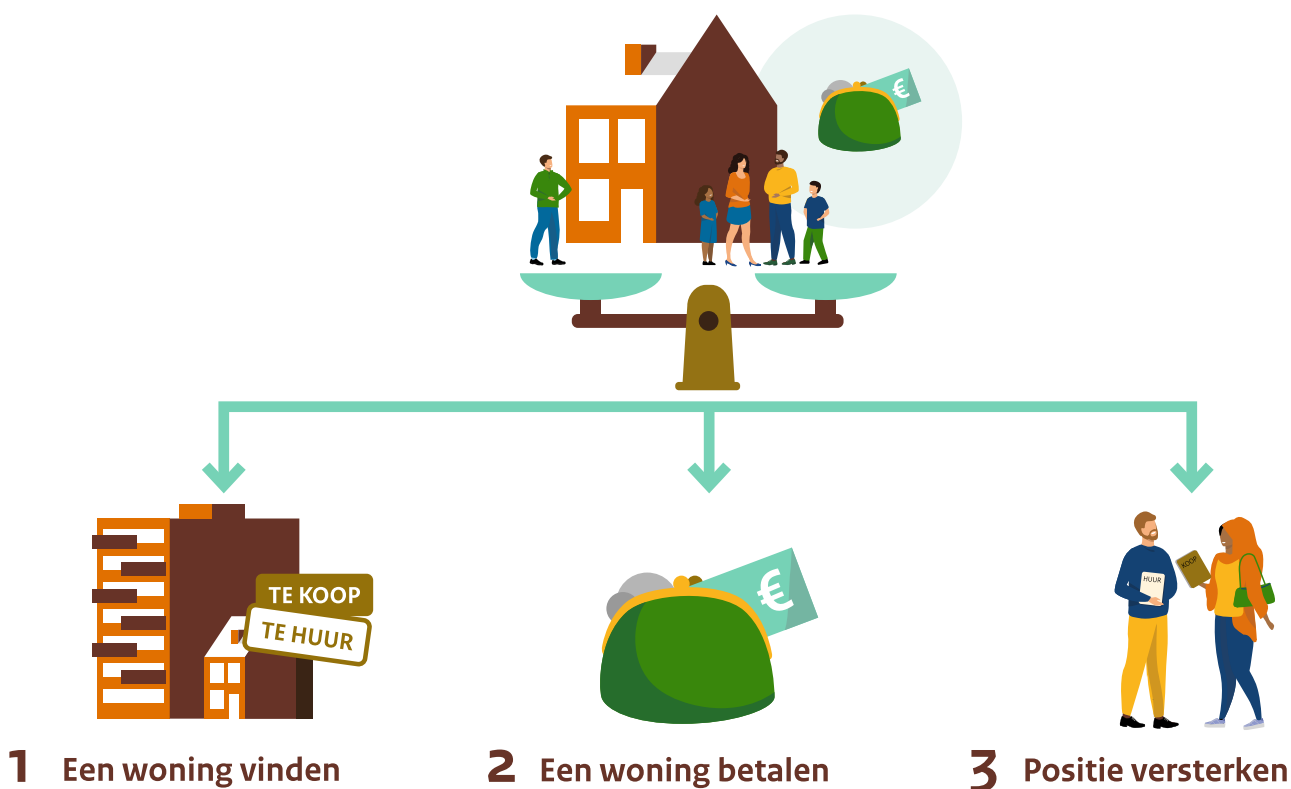 €
TE KOOP
TE HUUR
€
HUUR
KOOP
1 Een woning vinden
2 Een woning betalen
3 Positie versterken